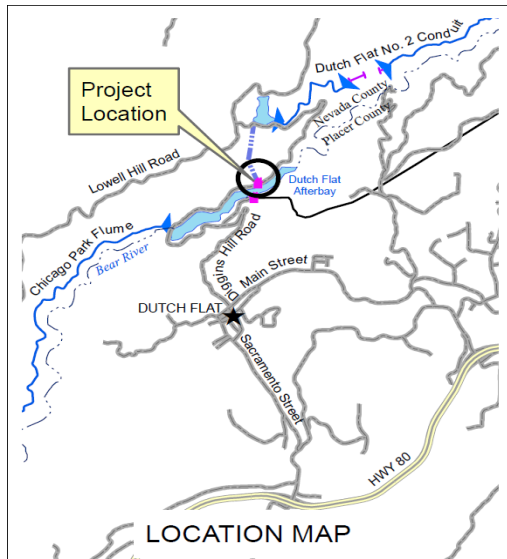 Dutch Flat No. 2 Conduit
Project
Location
Nevada County
Placer County
Lowell Hill Road
Dutch Flat
Afterbay
Chicago Park Flume
Bear River
Diggins Hill Road
Main Street
DUTCH FLAT
Sacramento Street
HWY 80
LOCATION MAP